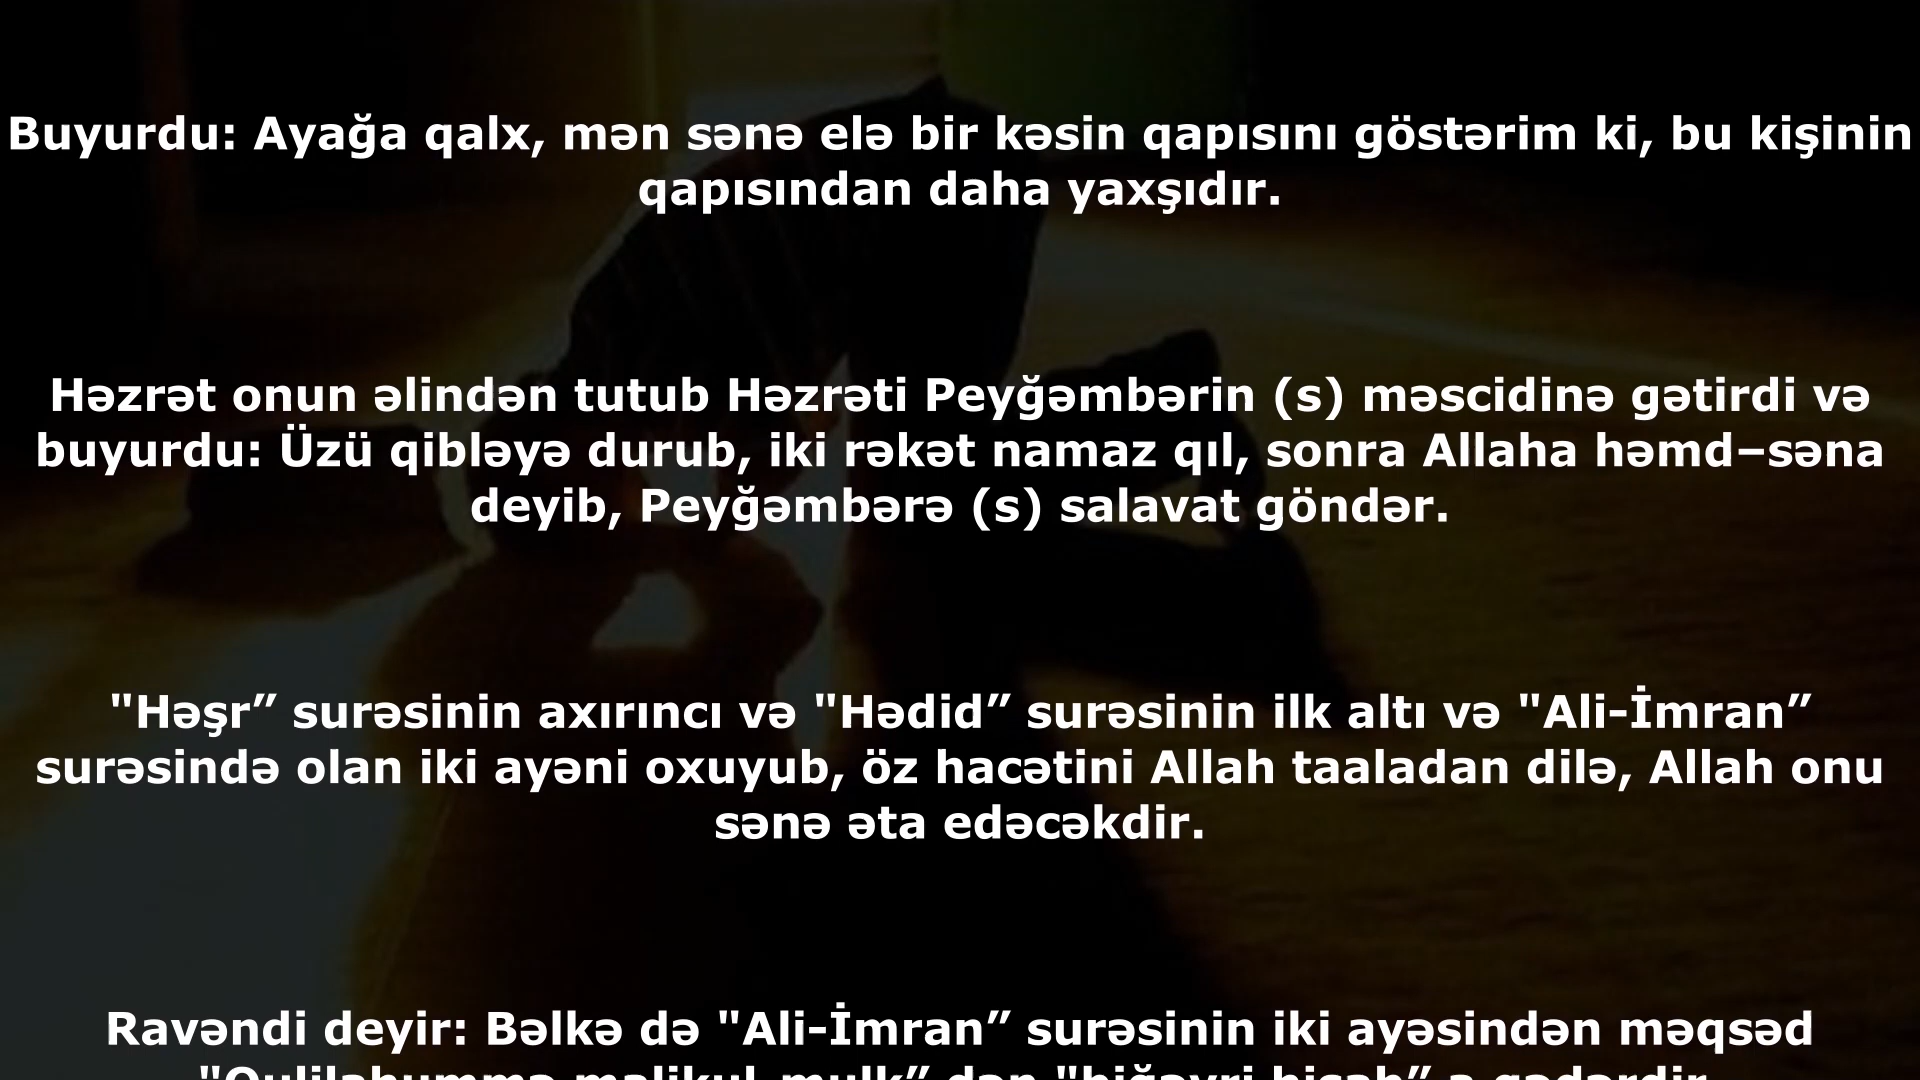 Buyurdu: Ayağa qalx, mən sənə elə bir kəsin qapısını göstərim ki, bu kişinin
qapısından daha yaxşıdır.
Həzrət onun əlindən tutub Həzrəti Peyğəmbərin (s) məscidinə gətirdi və
buyurdu: Üzü qibləyə durub, iki rəkət namaz qıl, sonra Allaha həmd−səna
deyib, Peyğəmbərə (s) salavat göndər.
"Həşr” surəsinin axırıncı və "Hədid” surəsinin ilk altı və "Ali-İmran”
surəsində olan iki ayəni oxuyub, öz hacətini Allah taaladan dilə, Allah onu
sənə əta edəcəkdir.
Ravəndi deyir: Bəlkə də "Ali-İmran” surəsinin iki ayəsindən məqsəd
"Qulilahummə malikul-mulk” dən "biğəyri hisab” a qədərdir